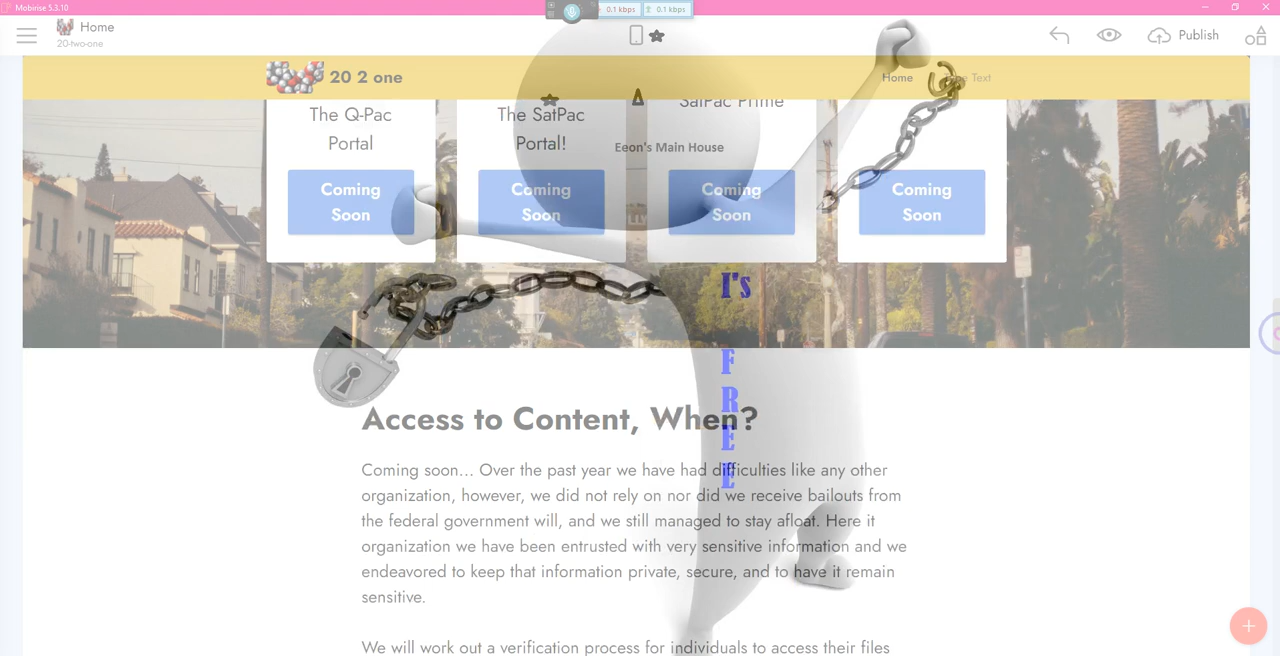 Mobirise 5.3.10
0.1 kbps
0.1 kbps
Home
20-two-one
Publish
20 2 one
Home
Text
The Q-Pac
Portal
The SatPac
Portal!
SatPac Prime
Eeon's Main House
Coming
Soon
Coming
Soon
Coming
Soon
Coming
Soon
I's
F
R
E
E
Access to Content, When?
Coming soon... Over the past year we have had difficulties like any other
organization, however, we did not rely on nor did we receive bailouts from
the federal government will, and we still managed to stay afloat. Here it
organization we have been entrusted with very sensitive information and we
endeavored to keep that information private, secure, and to have it remain
sensitive.
We will work out a verification process for individuals to access their files